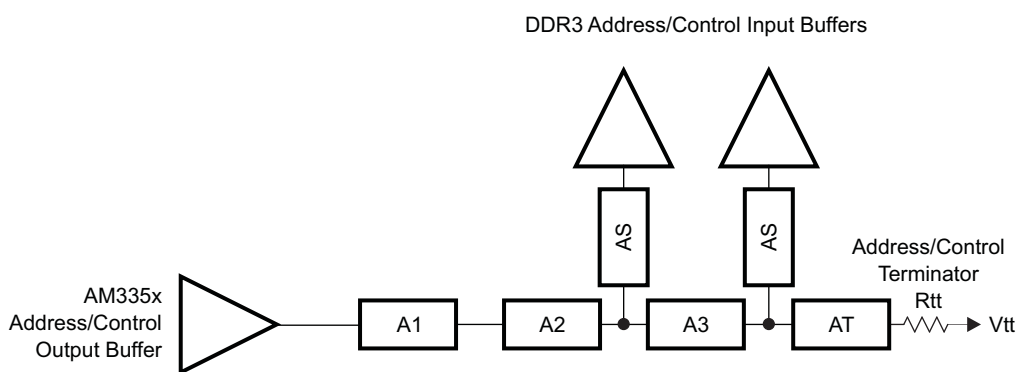 DDR3 Address/Control Input Buffers
AS
AS
Address/Control
Terminator
Rtt
AM335x
Address/Control
Output Buffer
A1
A2
A3
AT
Vtt